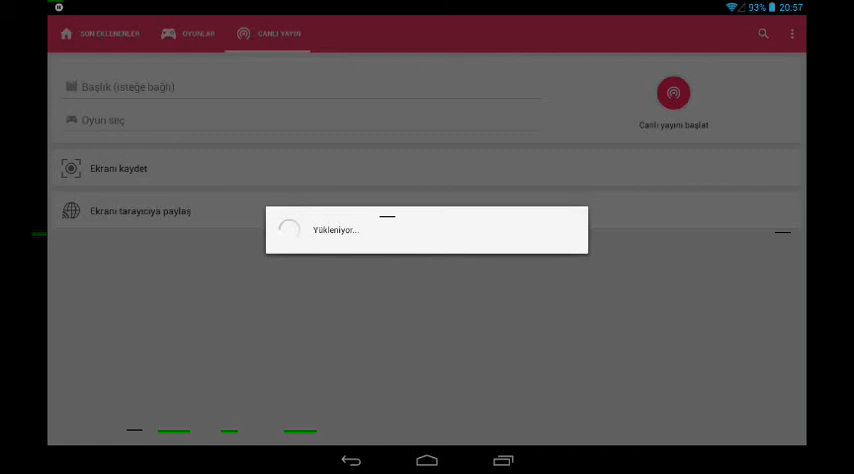 93% 20:57
SON EKLENENLER OYUNLAR CANLI YAYIN
Başlık (isteğe bağlı)
Oyun seç
Canlı yayını başlat
Ekranı kaydet
Ekranı tarayıcıya paylaş
Yükleniyor...